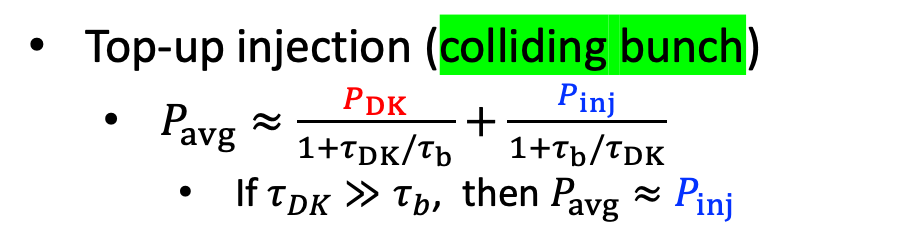 • Top-up injection (colliding bunch)
• P_avg ≈ P_DK/(1+τ_DK/τ_b) + P_inj/(1+τ_b/τ_DK)
• If τ_DK ≫ τ_b, then P_avg ≈ P_inj